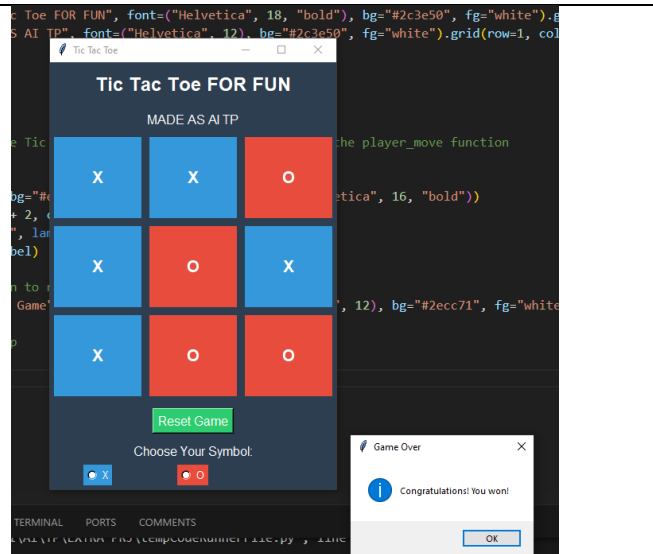 c Toe FOR FUN", font=("Helvetica", 18, "bold"), bg="#2c3e50", fg="white").g
S AI TP", font=("Helvetica", 12), bg="#2c3e50", fg="white").grid(row=1, col
Tic Tac Toe
Tic Tac Toe FOR FUN
MADE AS AI TP
e Tic
the player_move function
X X O
bg="#e
etica", 16, "bold"))
+ 2, c
", lam
X O X
bel)
n to r
Game"
", 12), bg="#2ecc71", fg="white
X O O
p
Reset Game
Choose Your Symbol:
X O
Game Over
Congratulations! You won!
OK
TERMINAL PORTS COMMENTS
line